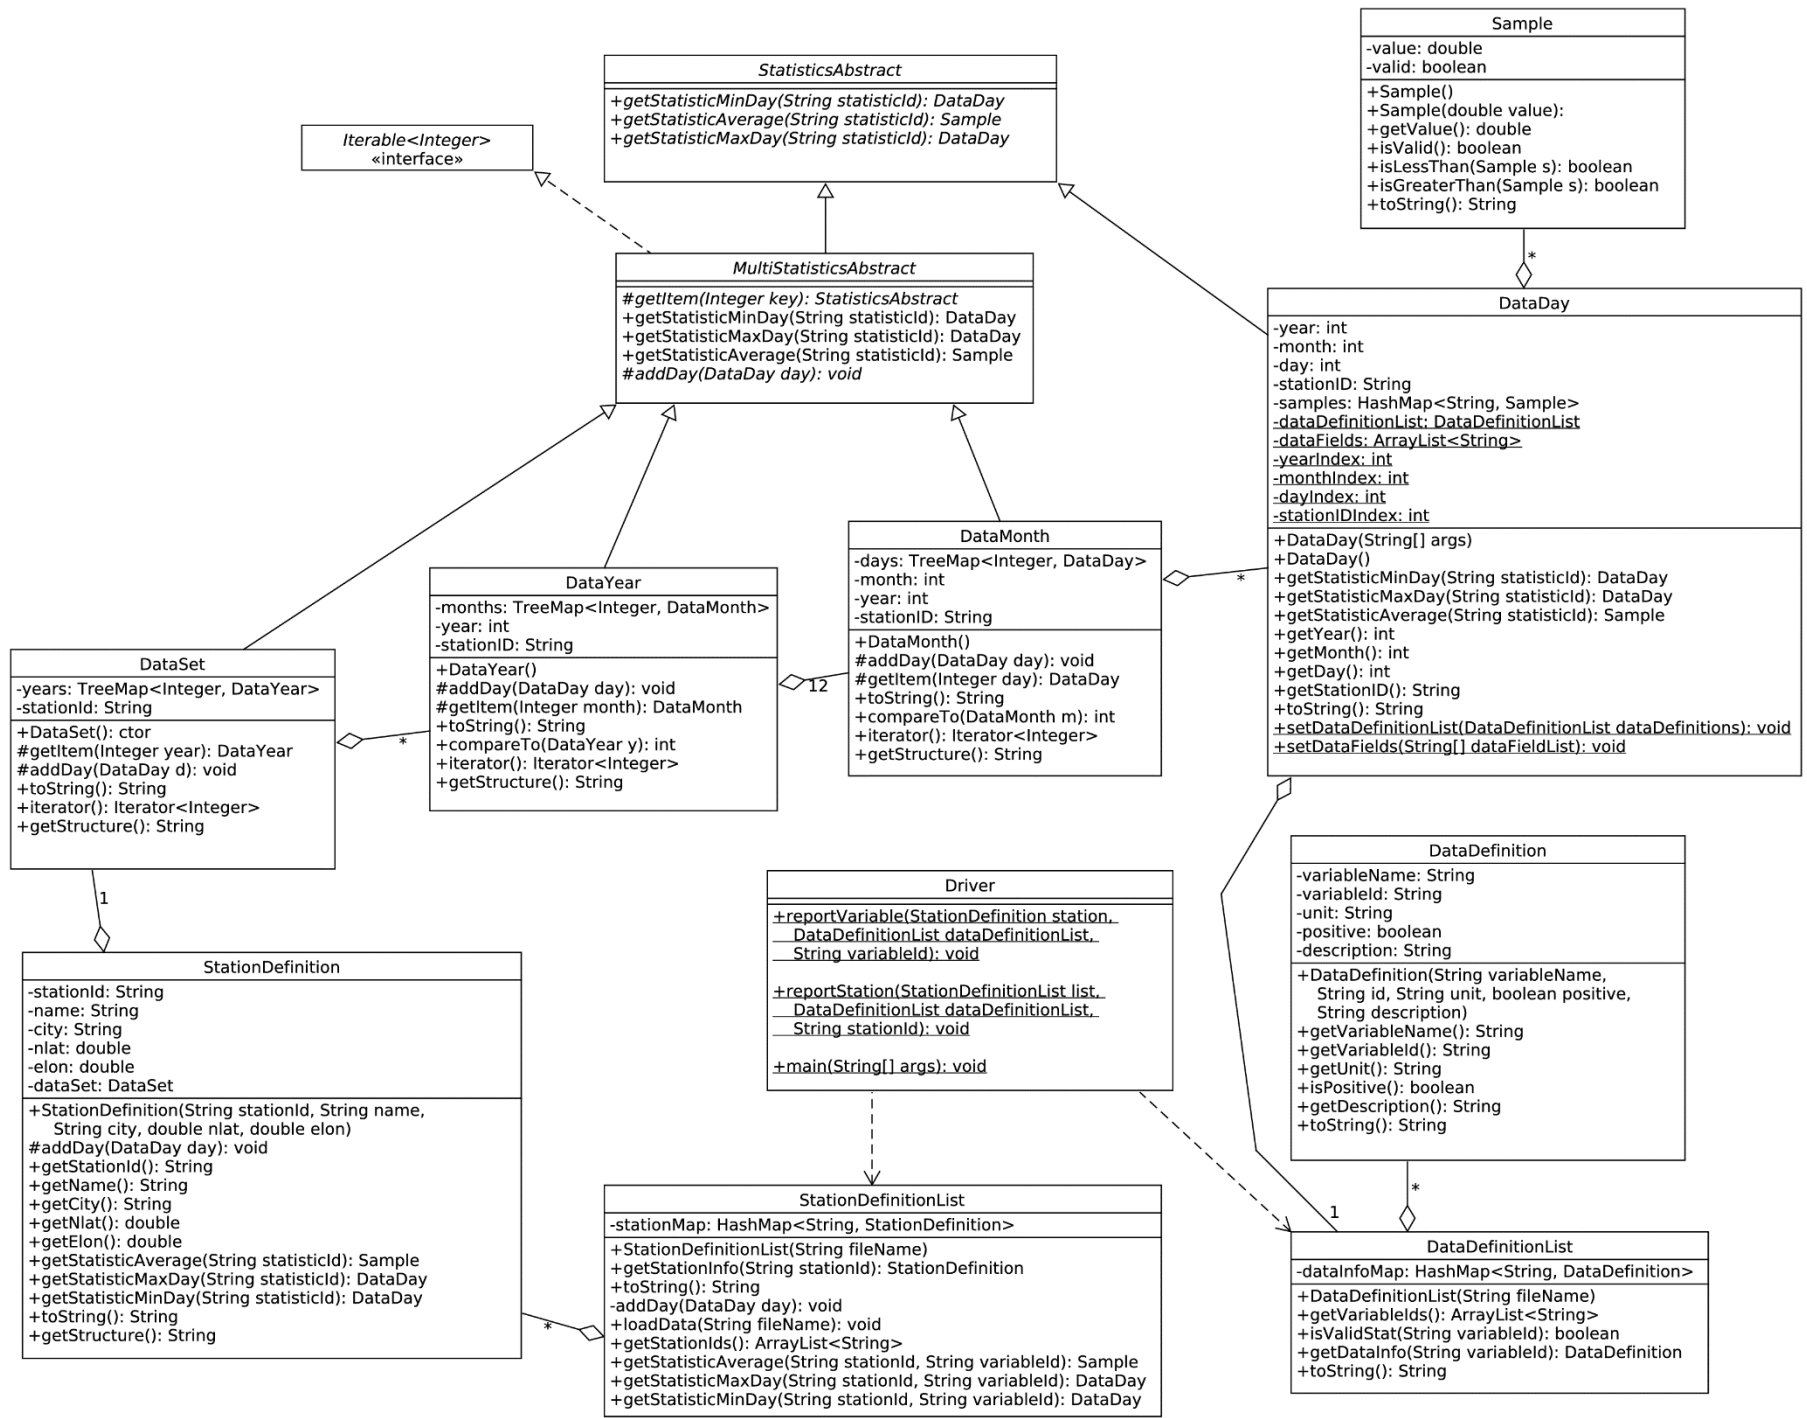 Sample
-value: double
-valid: boolean
+Sample()
+Sample(double value):
+getValue(): double
+isValid(): boolean
+isLessThan(Sample s): boolean
+isGreaterThan(Sample s): boolean
+toString(): String
*
StatisticsAbstract
+getStatisticMinDay(String statisticId): DataDay
+getStatisticAverage(String statisticId): Sample
+getStatisticMaxDay(String statisticId): DataDay
Iterable<Integer>
«interface»
MultiStatisticsAbstract
#getItem(Integer key): StatisticsAbstract
+getStatisticMinDay(String statisticId): DataDay
+getStatisticMaxDay(String statisticId): DataDay
+getStatisticAverage(String statisticId): Sample
#addDay(DataDay day): void
DataDay
-year: int
-month: int
-day: int
-stationID: String
-samples: HashMap<String, Sample>
-dataDefinitionList: DataDefinitionList
-dataFields: ArrayList<String>
-yearIndex: int
-monthIndex: int
-dayIndex: int
-stationIDIndex: int
+DataDay(String[] args)
+DataDay()
+getStatisticMinDay(String statisticId): DataDay
+getStatisticMaxDay(String statisticId): DataDay
+getStatisticAverage(String statisticId): Sample
+getYear(): int
+getMonth(): int
+getDay(): int
+getStationID(): String
+toString(): String
+setDataDefinitionList(DataDefinitionList dataDefinitions): void
+setDataFields(String[] dataFieldList): void
DataMonth
-days: TreeMap<Integer, DataDay>
-month: int
-year: int
-stationID: String
+DataMonth()
#addDay(DataDay day): void
#getItem(Integer day): DataDay
+toString(): String
+compareTo(DataMonth m): int
+iterator(): Iterator<Integer>
+getStructure(): String
*
DataYear
-months: TreeMap<Integer, DataMonth>
-year: int
-stationID: String
+DataYear()
#addDay(DataDay day): void
#getItem(Integer month): DataMonth
+toString(): String
+compareTo(DataYear y): int
+iterator(): Iterator<Integer>
+getStructure(): String
12
DataSet
-years: TreeMap<Integer, DataYear>
-stationId: String
+DataSet(): ctor
#getItem(Integer year): DataYear
#addDay(DataDay d): void
+toString(): String
+iterator(): Iterator<Integer>
+getStructure(): String
*
1
StationDefinition
-stationId: String
-name: String
-city: String
-nlat: double
-elon: double
-dataSet: DataSet
+StationDefinition(String stationId, String name,
String city, double nlat, double elon)
#addDay(DataDay day): void
+getStationId(): String
+getName(): String
+getCity(): String
+getNlat(): double
+getElon(): double
+getStatisticAverage(String statisticId): Sample
+getStatisticMaxDay(String statisticId): DataDay
+getStatisticMinDay(String statisticId): DataDay
+toString(): String
+getStructure(): String
*
Driver
+reportVariable(StationDefinition station,
DataDefinitionList dataDefinitionList,
String variableId): void
+reportStation(StationDefinitionList list,
DataDefinitionList dataDefinitionList,
String stationId): void
+main(String[] args): void
StationDefinitionList
-stationMap: HashMap<String, StationDefinition>
+StationDefinitionList(String fileName)
+getStationInfo(String stationId): StationDefinition
+toString(): String
-addDay(DataDay day): void
+loadData(String fileName): void
+getStationIds(): ArrayList<String>
+getStatisticAverage(String stationId, String variableId): Sample
+getStatisticMaxDay(String stationId, String variableId): DataDay
+getStatisticMinDay(String stationId, String variableId): DataDay
DataDefinition
-variableName: String
-variableId: String
-unit: String
-positive: boolean
-description: String
+DataDefinition(String variableName,
String id, String unit, boolean positive,
String description)
+getVariableName(): String
+getVariableId(): String
+getUnit(): String
+isPositive(): boolean
+getDescription(): String
+toString(): String
*
1
DataDefinitionList
-dataInfoMap: HashMap<String, DataDefinition>
+DataDefinitionList(String fileName)
+getVariableIds(): ArrayList<String>
+isValidStat(String variableId): boolean
+getDataInfo(String variableId): DataDefinition
+toString(): String